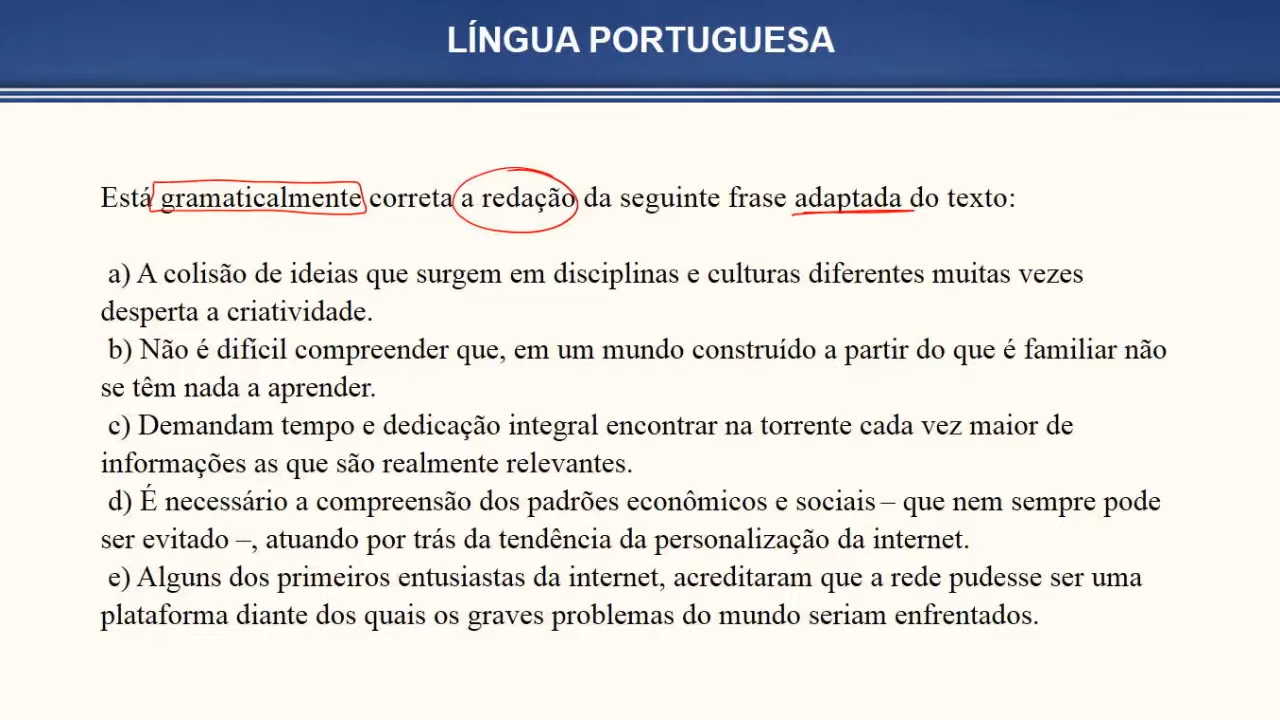 LÍNGUA PORTUGUESA
Está gramaticalmente correta a redação da seguinte frase adaptada do texto:
a) A colisão de ideias que surgem em disciplinas e culturas diferentes muitas vezes
desperta a criatividade.
b) Não é difícil compreender que, em um mundo construído a partir do que é familiar não
se têm nada a aprender.
c) Demandam tempo e dedicação integral encontrar na torrente cada vez maior de
informações as que são realmente relevantes.
d) É necessário a compreensão dos padrões econômicos e sociais – que nem sempre pode
ser evitado –, atuando por trás da tendência da personalização da internet.
e) Alguns dos primeiros entusiastas da internet, acreditaram que a rede pudesse ser uma
plataforma diante dos quais os graves problemas do mundo seriam enfrentados.